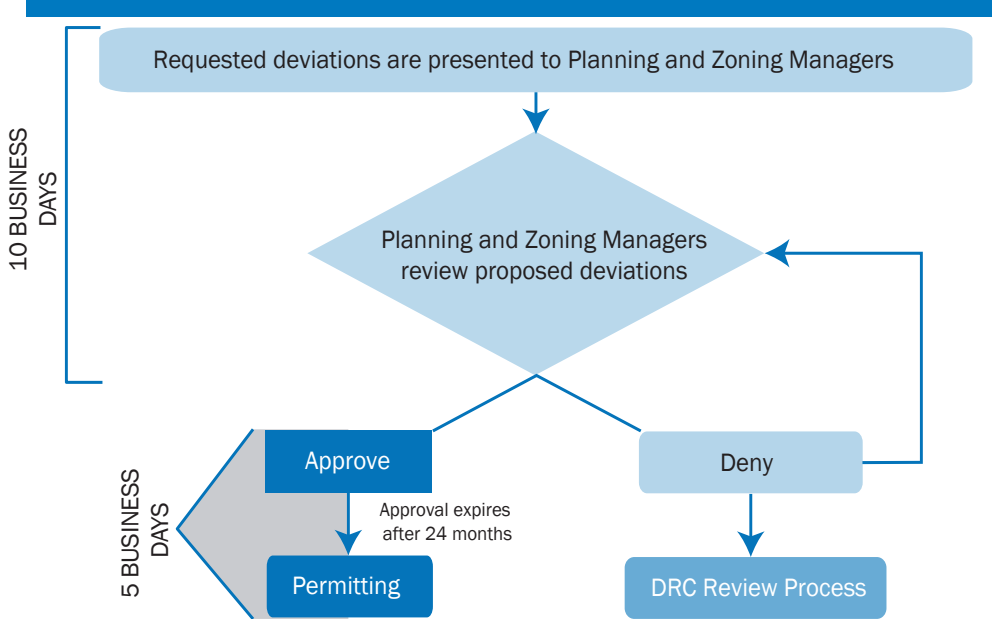 Requested deviations are presented to Planning and Zoning Managers
10 BUSINESS
DAYS
Planning and Zoning Managers
review proposed deviations
Approve
Deny
Approval expires
after 24 months
5 BUSINESS
DAYS
Permitting
DRC Review Process